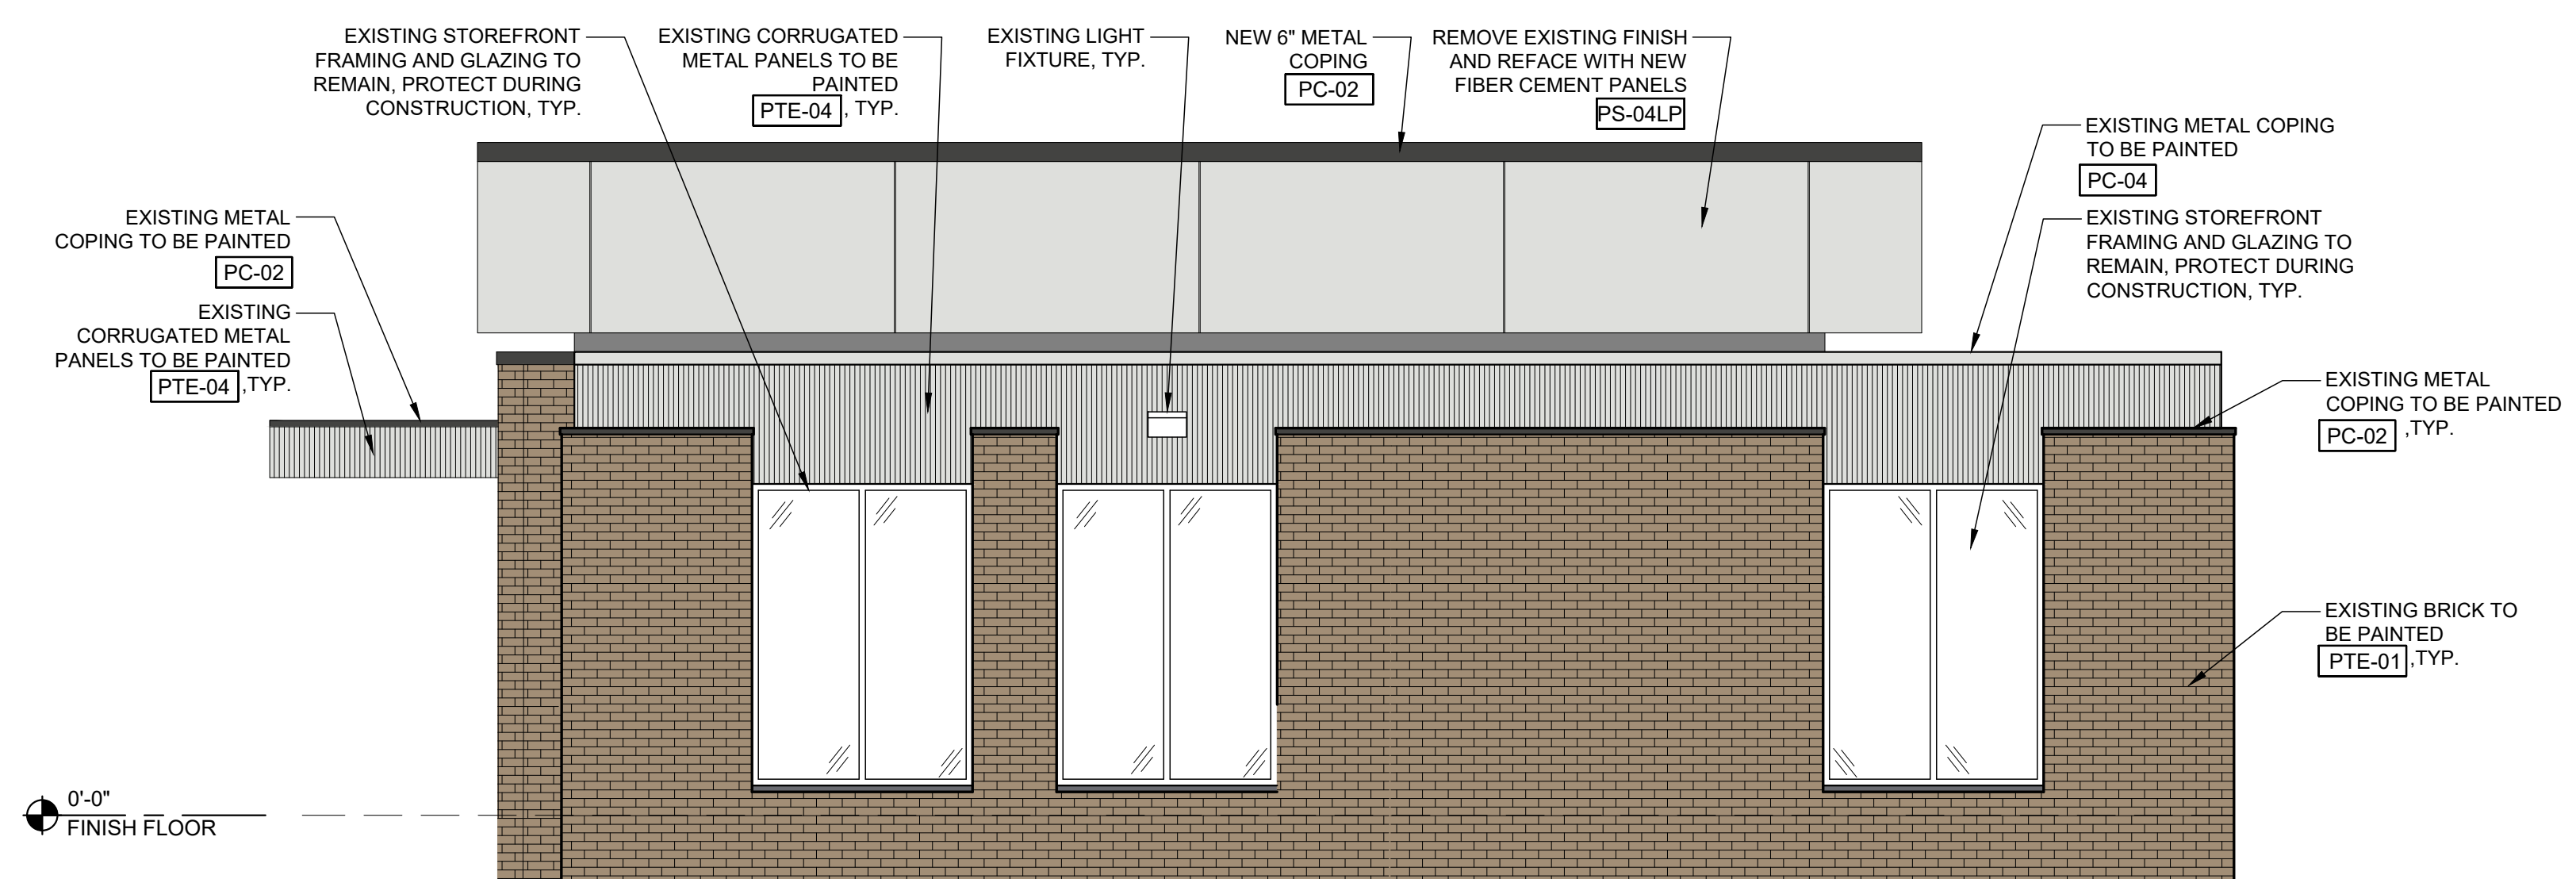 EXISTING STOREFRONT
FRAMING AND GLAZING TO
REMAIN, PROTECT DURING
CONSTRUCTION, TYP.
EXISTING CORRUGATED
METAL PANELS TO BE
PAINTED
PTE-04 , TYP.
EXISTING LIGHT
FIXTURE, TYP.
NEW 6" METAL
COPING
PC-02
REMOVE EXISTING FINISH
AND REFACE WITH NEW
FIBER CEMENT PANELS
PS-04LP
EXISTING METAL COPING
TO BE PAINTED
PC-04
EXISTING STOREFRONT
FRAMING AND GLAZING TO
REMAIN, PROTECT DURING
CONSTRUCTION, TYP.
EXISTING METAL
COPING TO BE PAINTED
PC-02
EXISTING
CORRUGATED METAL
PANELS TO BE PAINTED
PTE-04 ,TYP.
EXISTING METAL
COPING TO BE PAINTED
PC-02 ,TYP.
EXISTING BRICK TO
BE PAINTED
PTE-01 ,TYP.
0'-0"
FINISH FLOOR